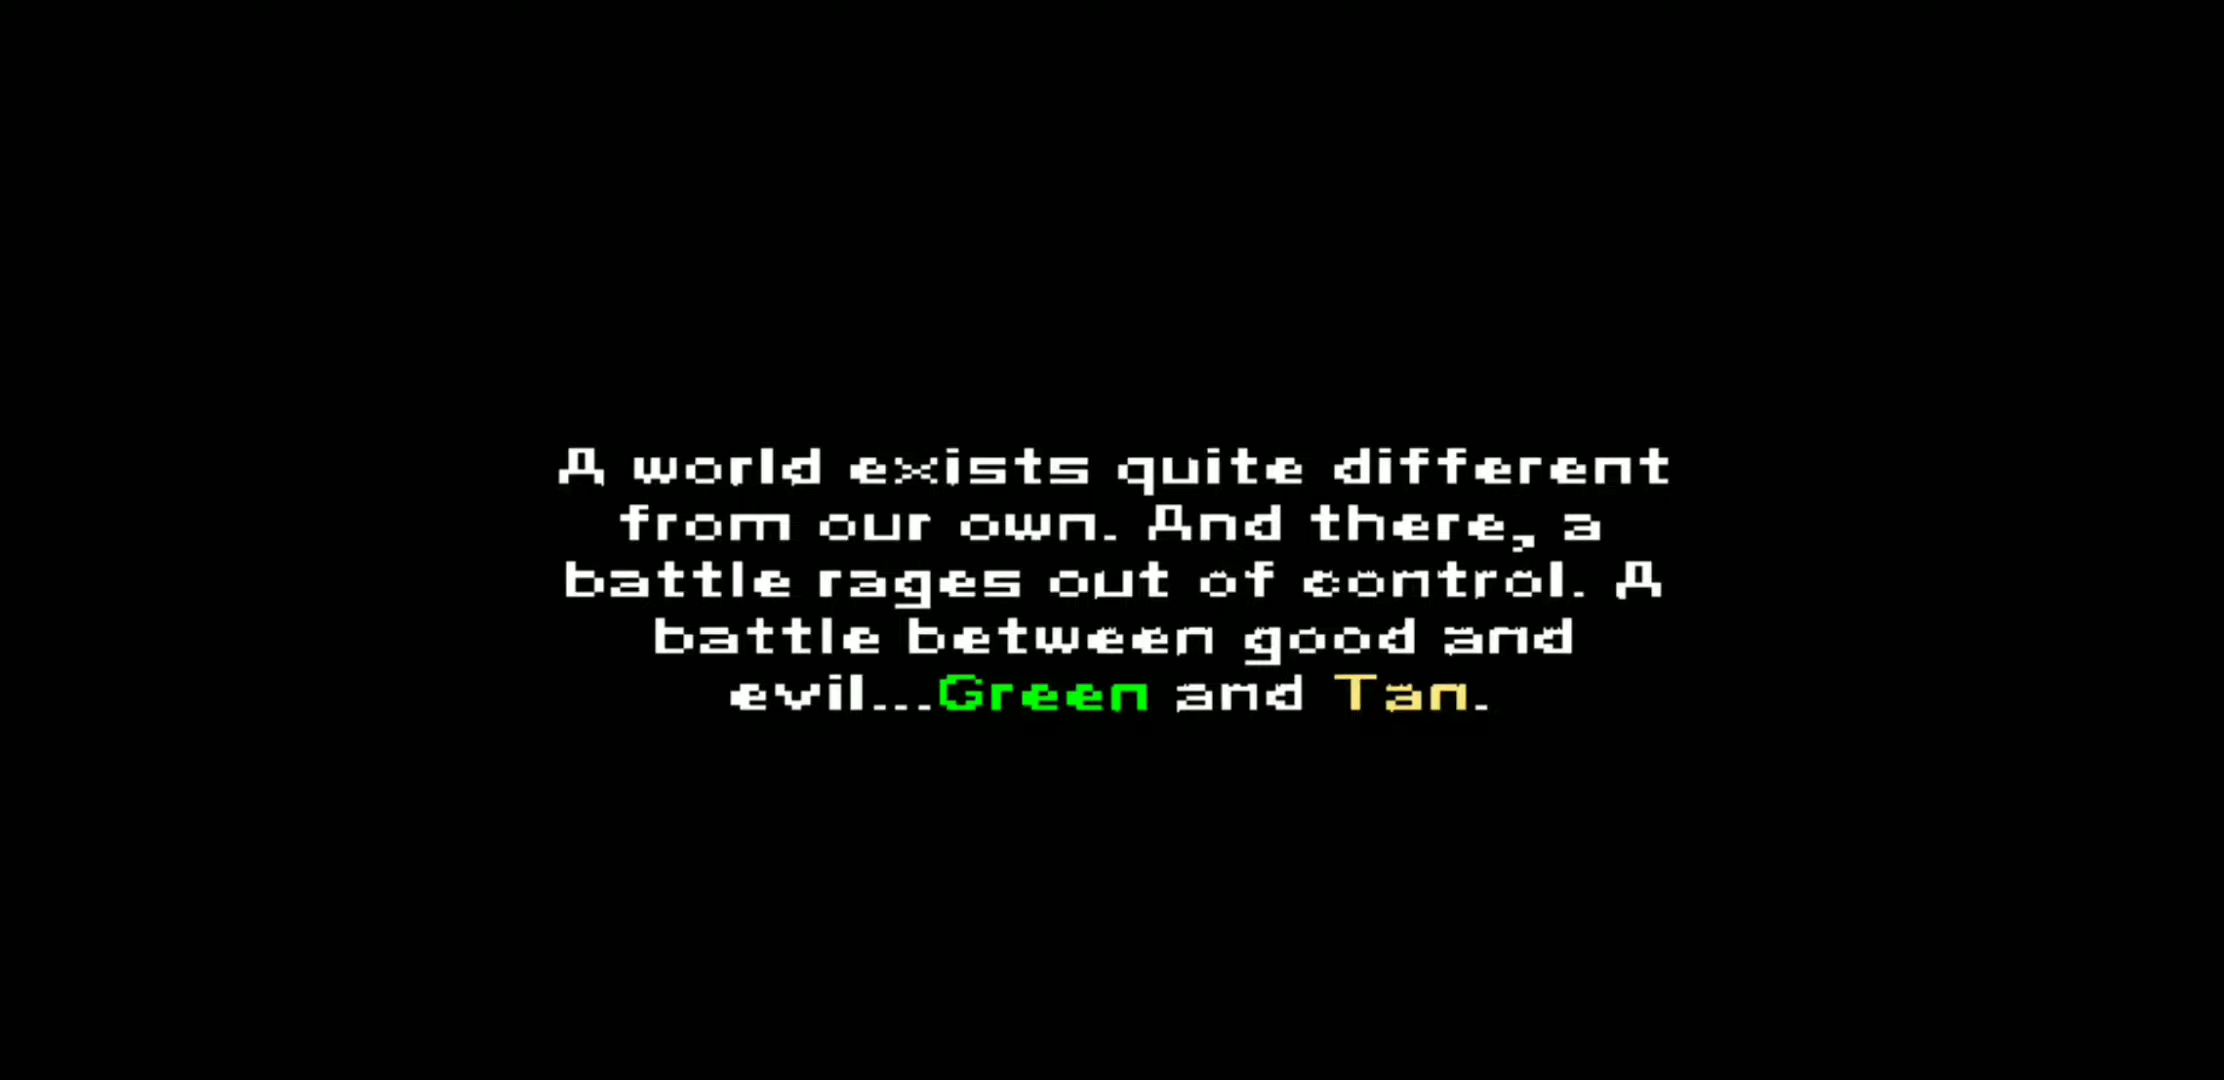 A world exists quite different
from our own. And there, a
battle rages out of control. A
battle between good and
evil...Green and Tan.